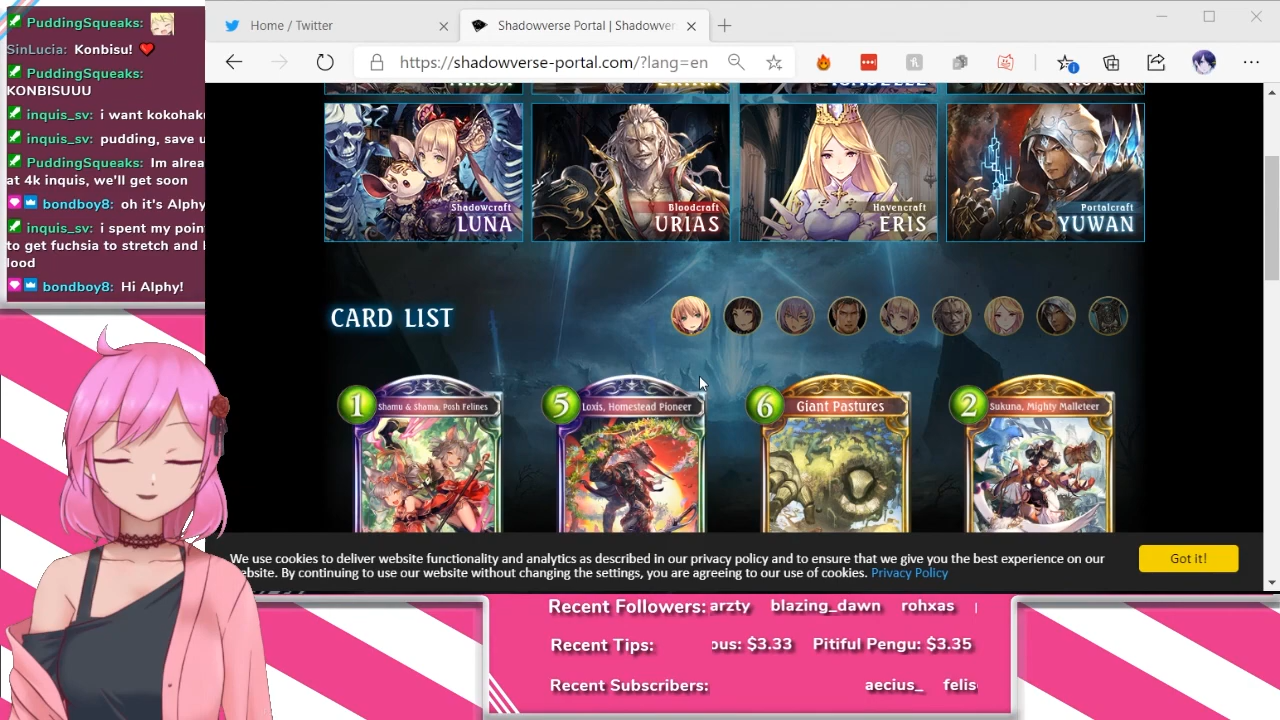 PuddingSqueaks:
SinLucia: Konbisu!
PuddingSqueaks:
KONBISUUU
inquis_sv: i want kokohak
inquis_sv: pudding, save u
PuddingSqueaks: Im alrea
at 4k inquis, we'll get soon
bondboy8: oh it's Alphy
inquis_sv: i spent my poin
to get fuchsia to stretch and
lood
bondboy8: Hi Alphy!
Home / Twitter
Shadowverse Portal | Shadowver
https://shadowverse-portal.com/?lang=en
Shadowcraft
LUNA
Bloodcraft
URIAS
Havencraft
ERIS
Portalcraft
YUWAN
CARD LIST
1
Shamu & Shama, Posh Felines
5
Loxis, Homestead Pioneer
6
Giant Pastures
2
Sukuna, Mighty Malleteer
We use cookies to deliver website functionality and analytics as described in our privacy policy and to ensure that we give you the best experience on our
ebsite. By continuing to use our website without changing the settings, you are agreeing to our use of cookies. Privacy Policy
Got it!
Recent Followers: arzty blazing_dawn rohxas
Recent Tips: ous: $3.33 Pitiful Pengu: $3.35
Recent Subscribers: aecius_ felis